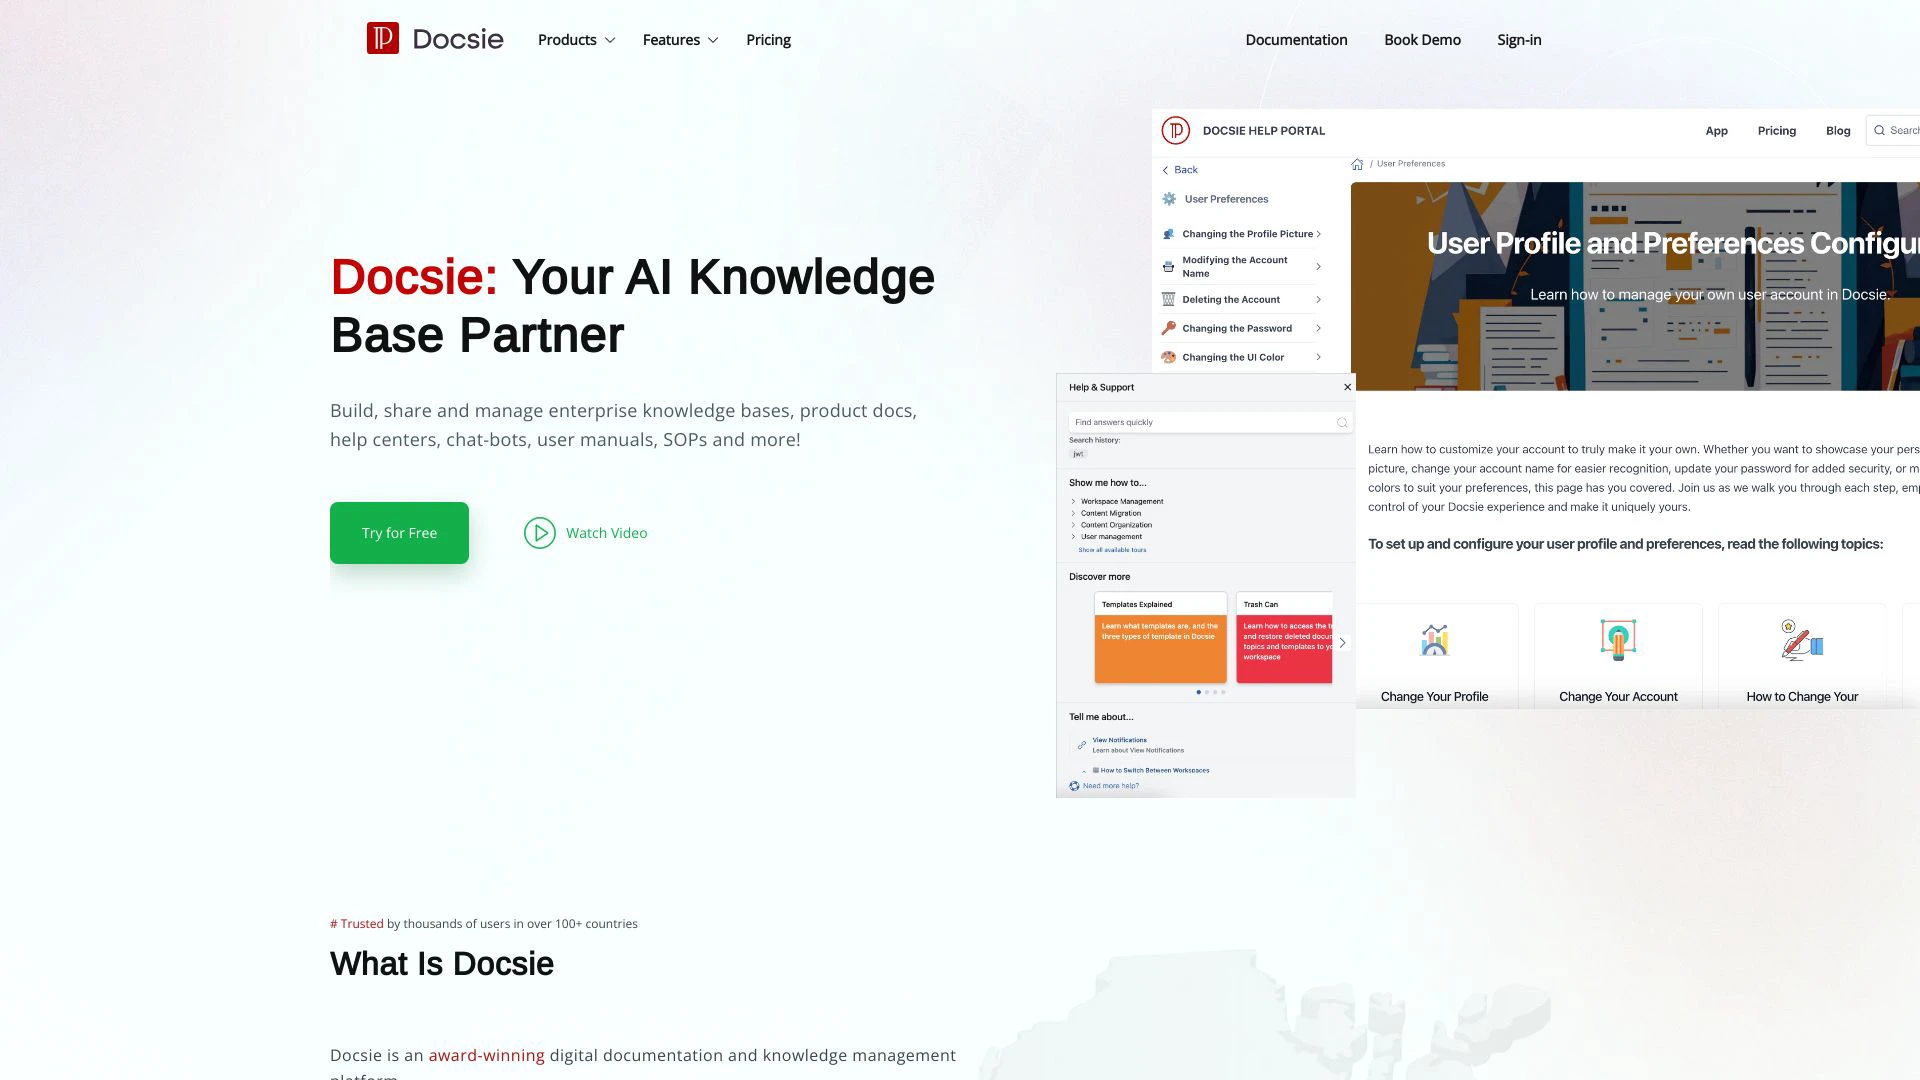 Docsie
Products
Features
Pricing
Documentation
Book Demo
Sign-in
Docsie: Your AI Knowledge
Base Partner
Build, share and manage enterprise knowledge bases, product docs,
help centers, chat-bots, user manuals, SOPs and more!
Try for Free
Watch Video
DOCSIE HELP PORTAL
App
Pricing
Blog
Search
Back
/ User Preferences
User Preferences
Changing the Profile Picture
Modifying the Account
Name
Deleting the Account
Changing the Password
Changing the UI Color
User Profile and Preferences Configu
Learn how to manage your own user account in Docsie.
Learn how to customize your account to truly make it your own. Whether you want to showcase your pers
picture, change your account name for easier recognition, update your password for added security, or m
colors to suit your preferences, this page has you covered. Join us as we walk you through each step, emp
control of your Docsie experience and make it uniquely yours.
To set up and configure your user profile and preferences, read the following topics:
Change Your Profile
Change Your Account
How to Change Your
Help & Support
Find answers quickly
Search history:
jwt
Show me how to...
Workspace Management
Content Migration
Content Organization
User management
Show all available tours
Discover more
Templates Explained
Learn what templates are, and the
three types of template in Docsie
Trash Can
Learn how to access the tr
and restore deleted docun
topics and templates to yo
workspace
Tell me about...
View Notifications
Learn about View Notifications
How to Switch Between Workspaces
Need more help?
# Trusted by thousands of users in over 100+ countries
What Is Docsie
Docsie is an award-winning digital documentation and knowledge management
platform